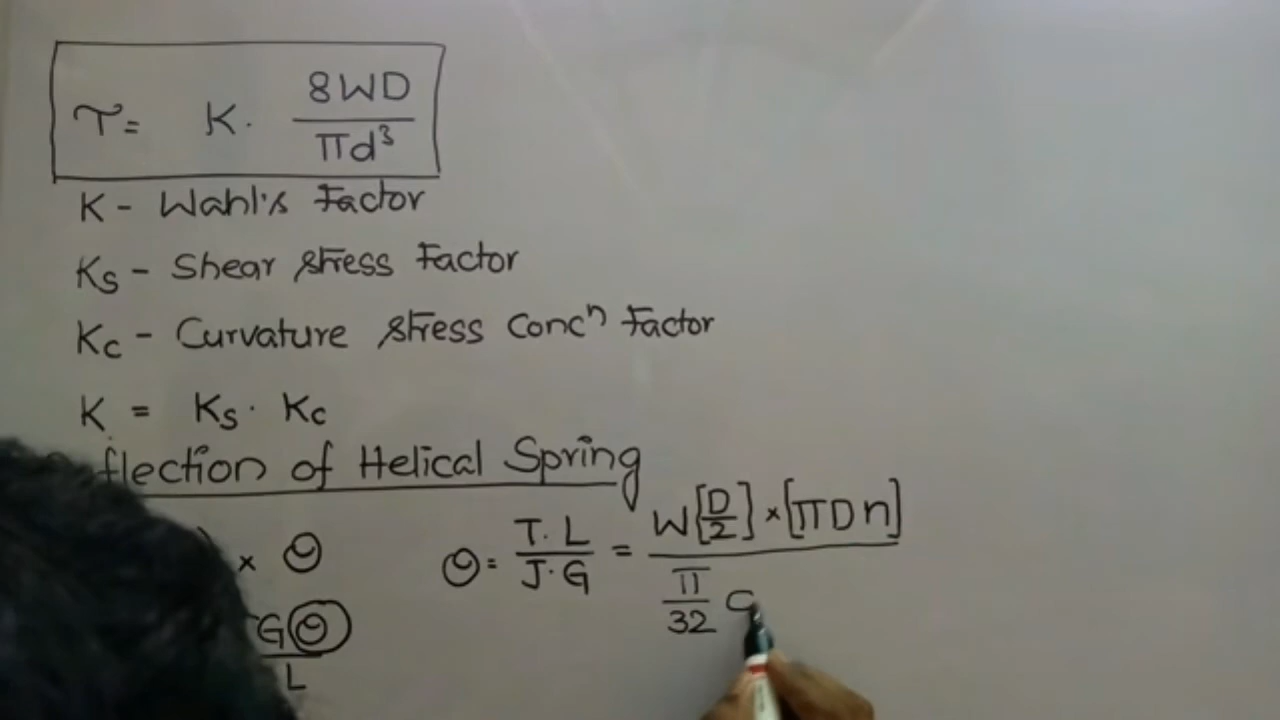 τ = K · 8WD / πd³
K - Wahl's Factor
Ks - Shear stress Factor
Kc - Curvature stress Concⁿ Factor
K = Ks · Kc
flection of Helical Spring
× θ θ = T·L / J·G = W[D/2] × [πDn] / π/32
Gθ / L